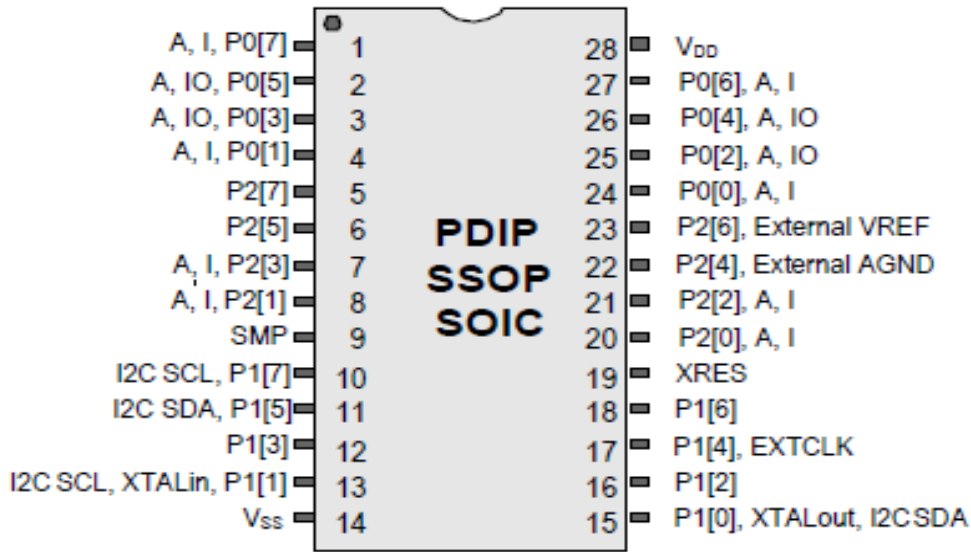 A, I, P0[7] 1 28 VDD
A, IO, P0[5] 2 27 P0[6], A, I
A, IO, P0[3] 3 26 P0[4], A, IO
A, I, P0[1] 4 25 P0[2], A, IO
P2[7] 5 24 P0[0], A, I
P2[5] 6 PDIP 23 P2[6], External VREF
A, I, P2[3] 7 SSOP 22 P2[4], External AGND
A, I, P2[1] 8 SOIC 21 P2[2], A, I
SMP 9 20 P2[0], A, I
I2C SCL, P1[7] 10 19 XRES
I2C SDA, P1[5] 11 18 P1[6]
P1[3] 12 17 P1[4], EXTCLK
I2C SCL, XTALin, P1[1] 13 16 P1[2]
VSS 14 15 P1[0], XTALout, I2CSDA